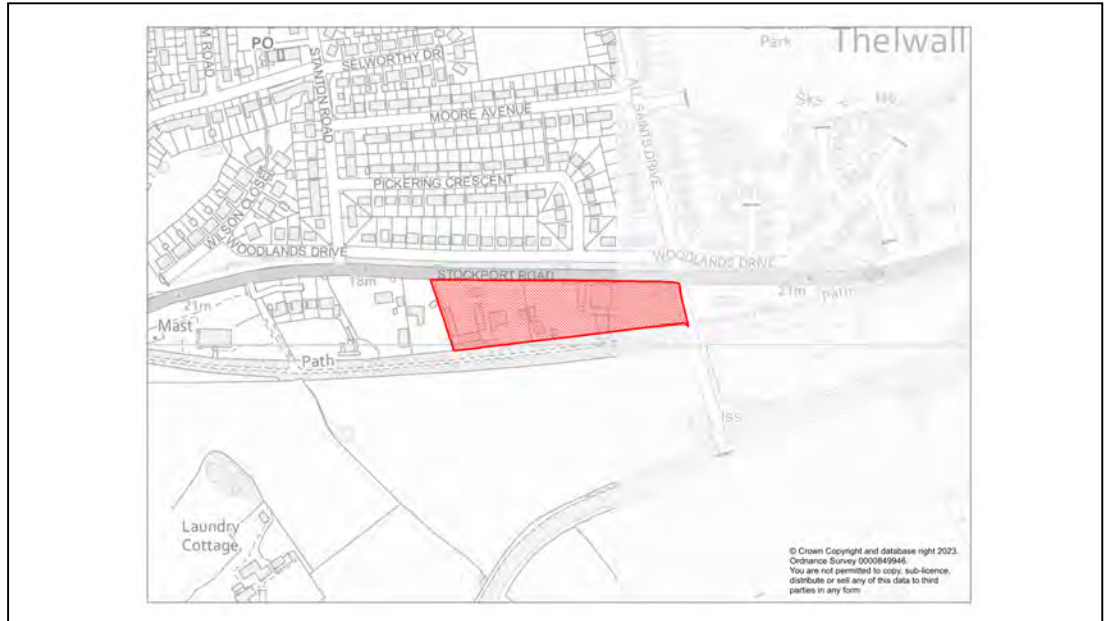 Park
Thelwall
PO
STANTON ROAD
SELWORTHY DR
MOORE AVENUE
ALL SAINTS DRIVE
PICKERING CRESCENT
WILSON CLOSE
WOODLANDS DRIVE
WOODLANDS DRIVE
STOCKPORT ROAD
18m
21m
21m
Path
Mast
Path
Laundry
Cottage
© Crown Copyright and database right 2023.
Ordnance Survey 0000849946.
You are not permitted to copy, sub-licence,
distribute or sell any of this data to third
parties in any form